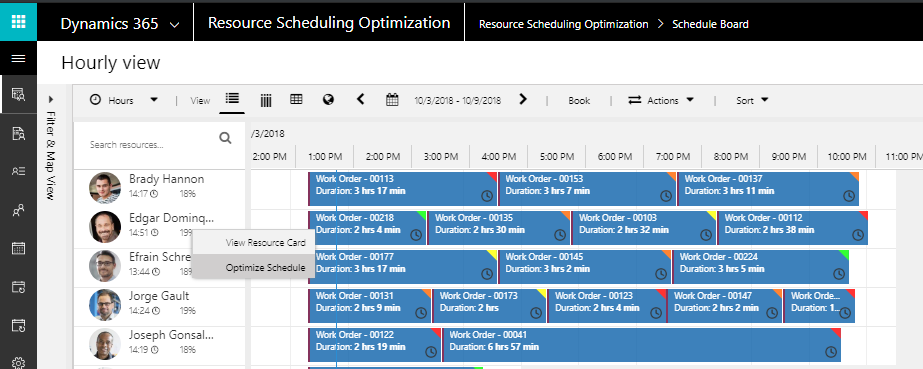 Dynamics 365
Resource Scheduling Optimization
Resource Scheduling Optimization > Schedule Board
Hourly view
Filter & Map View
Hours
View
10/3/2018 - 10/9/2018
Book
Actions
Sort
Search resources...
/3/2018
2:00 PM 1:00 PM 2:00 PM 3:00 PM 4:00 PM 5:00 PM 6:00 PM 7:00 PM 8:00 PM 9:00 PM 10:00 PM 11:00 PM
Brady Hannon
14:17 18%
Work Order - 00113
Duration: 3 hrs 17 min
Work Order - 00153
Duration: 3 hrs 7 min
Work Order - 00137
Duration: 3 hrs 11 min
Edgar Dominq...
14:51 19%
Work Order - 00218
Duration: 2 hrs 4 min
Work Order - 00135
Duration: 2 hrs 30 min
Work Order - 00103
Duration: 2 hrs 32 min
Work Order - 00112
Duration: 2 hrs 38 min
View Resource Card
Optimize Schedule
Efrain Schre
13:44 18%
Work Order - 00177
Duration: 3 hrs 17 min
Work Order - 00145
Duration: 3 hrs 2 min
Work Order - 00224
Duration: 3 hrs 5 min
Jorge Gault
14:24 19%
Work Order - 00131
Duration: 2 hrs 9 min
Work Order - 00173
Duration: 2 hrs
Work Order - 00123
Duration: 2 hrs 4 min
Work Order - 00147
Duration: 2 hrs 2 min
Work Orde...
Duration: 1...
Joseph Gonsal...
14:19 18%
Work Order - 00122
Duration: 2 hrs 19 min
Work Order - 00041
Duration: 6 hrs 57 min